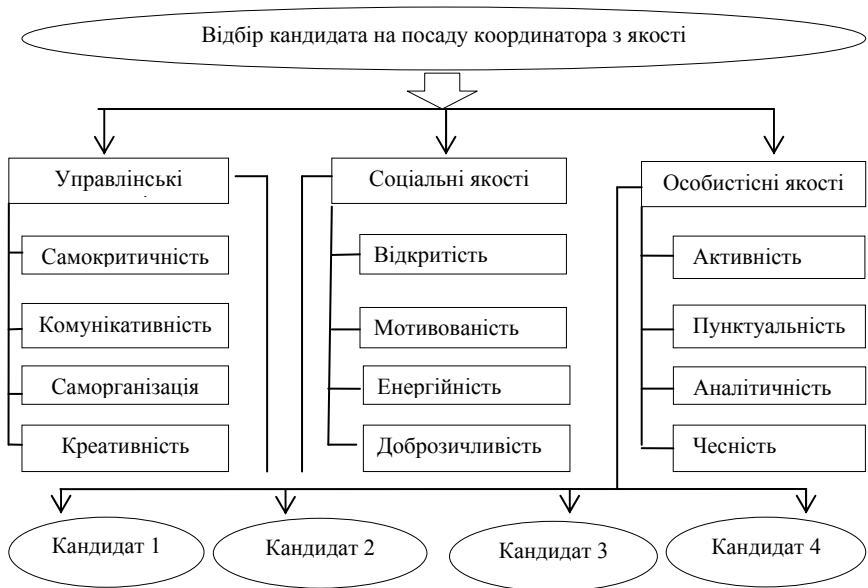 Відбір кандидата на посаду координатора з якості
Управлінські
Соціальні якості
Особистісні якості
Самокритичність
Відкритість
Активність
Комунікативність
Мотивованість
Пунктуальність
Саморганізація
Енергійність
Аналітичність
Креативність
Доброзичливість
Чесність
Кандидат 1
Кандидат 2
Кандидат 3
Кандидат 4